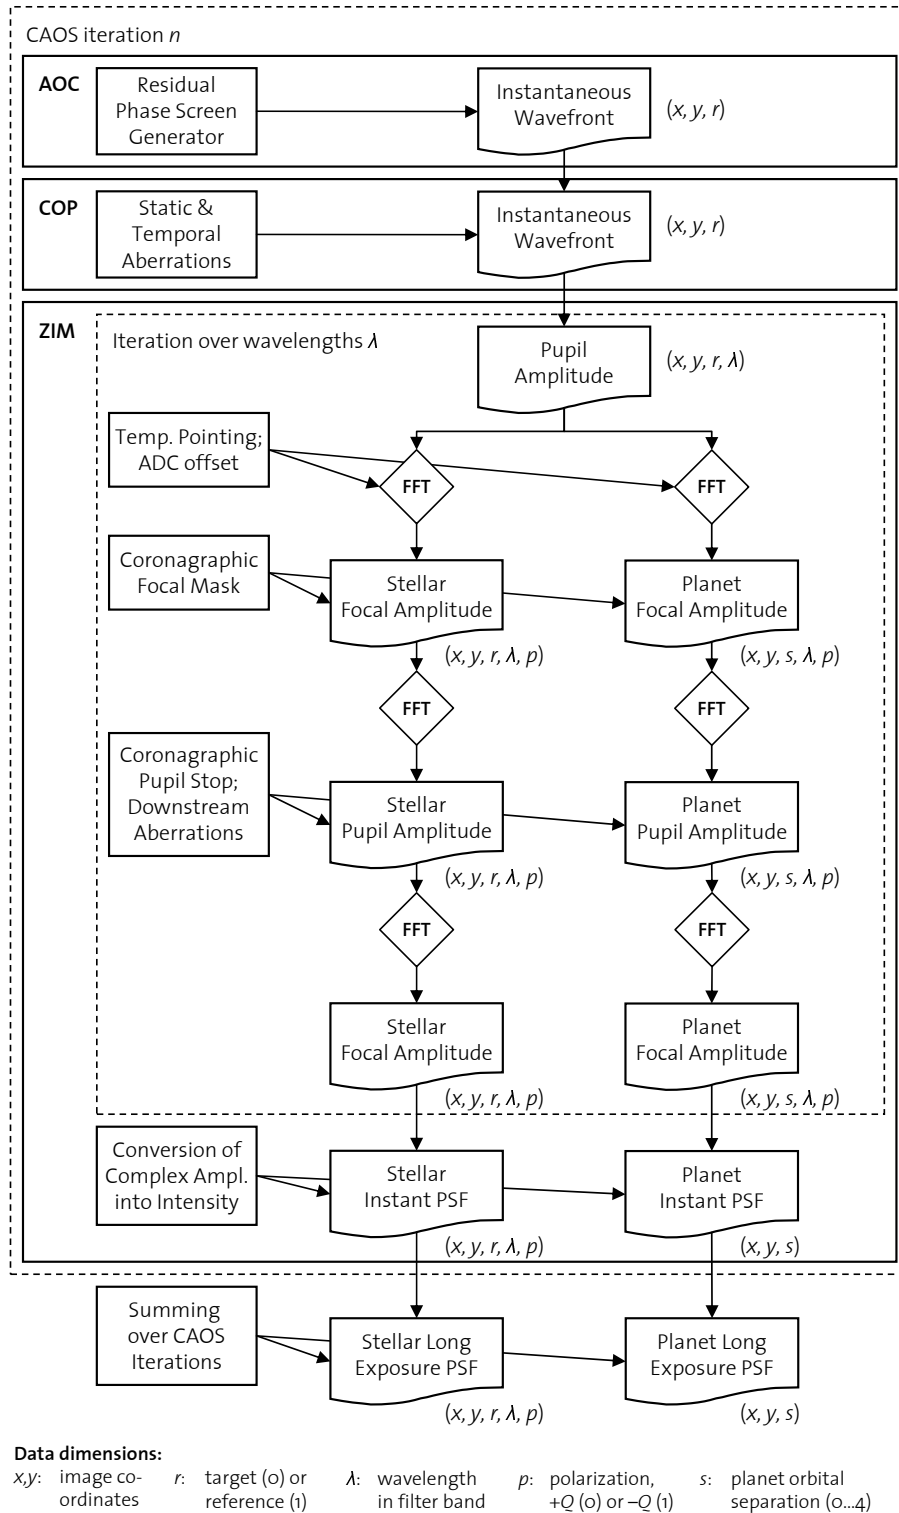 CAOS iteration n
AOC
Residual
Phase Screen
Generator
Instantaneous
Wavefront
(x, y, r)
COP
Static &
Temporal
Aberrations
Instantaneous
Wavefront
(x, y, r)
ZIM
Iteration over wavelengths λ
Pupil
Amplitude
(x, y, r, λ)
Temp. Pointing;
ADC offset
FFT
FFT
Coronagraphic
Focal Mask
Stellar
Focal Amplitude
(x, y, r, λ, p)
Planet
Focal Amplitude
(x, y, s, λ, p)
FFT
FFT
Coronagraphic
Pupil Stop;
Downstream
Aberrations
Stellar
Pupil Amplitude
(x, y, r, λ, p)
Planet
Pupil Amplitude
(x, y, s, λ, p)
FFT
FFT
Stellar
Focal Amplitude
(x, y, r, λ, p)
Planet
Focal Amplitude
(x, y, s, λ, p)
Conversion of
Complex Ampl.
into Intensity
Stellar
Instant PSF
(x, y, r, λ, p)
Planet
Instant PSF
(x, y, s)
Summing
over CAOS
Iterations
Stellar Long
Exposure PSF
(x, y, r, λ, p)
Planet Long
Exposure PSF
(x, y, s)
Data dimensions:
x,y: image co-
ordinates
r: target (0) or
reference (1)
λ: wavelength
in filter band
p: polarization,
+Q (0) or –Q (1)
s: planet orbital
separation (0...4)